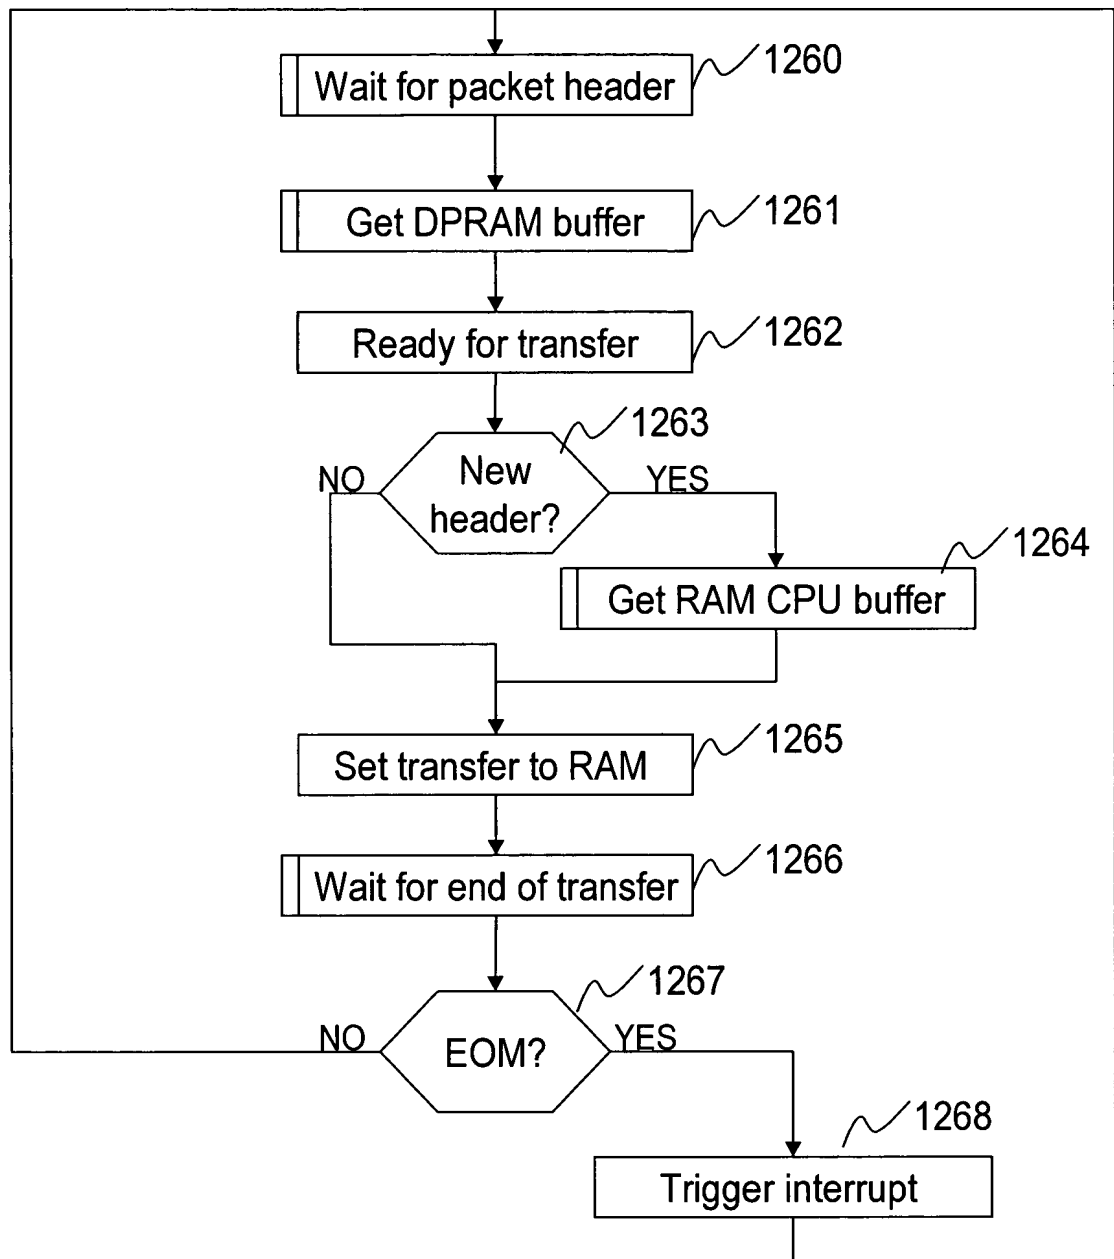 1260
Wait for packet header
1261
Get DPRAM buffer
1262
Ready for transfer
1263
NO
New
header?
YES
1264
Get RAM CPU buffer
1265
Set transfer to RAM
1266
Wait for end of transfer
1267
NO
EOM?
YES
1268
Trigger interrupt